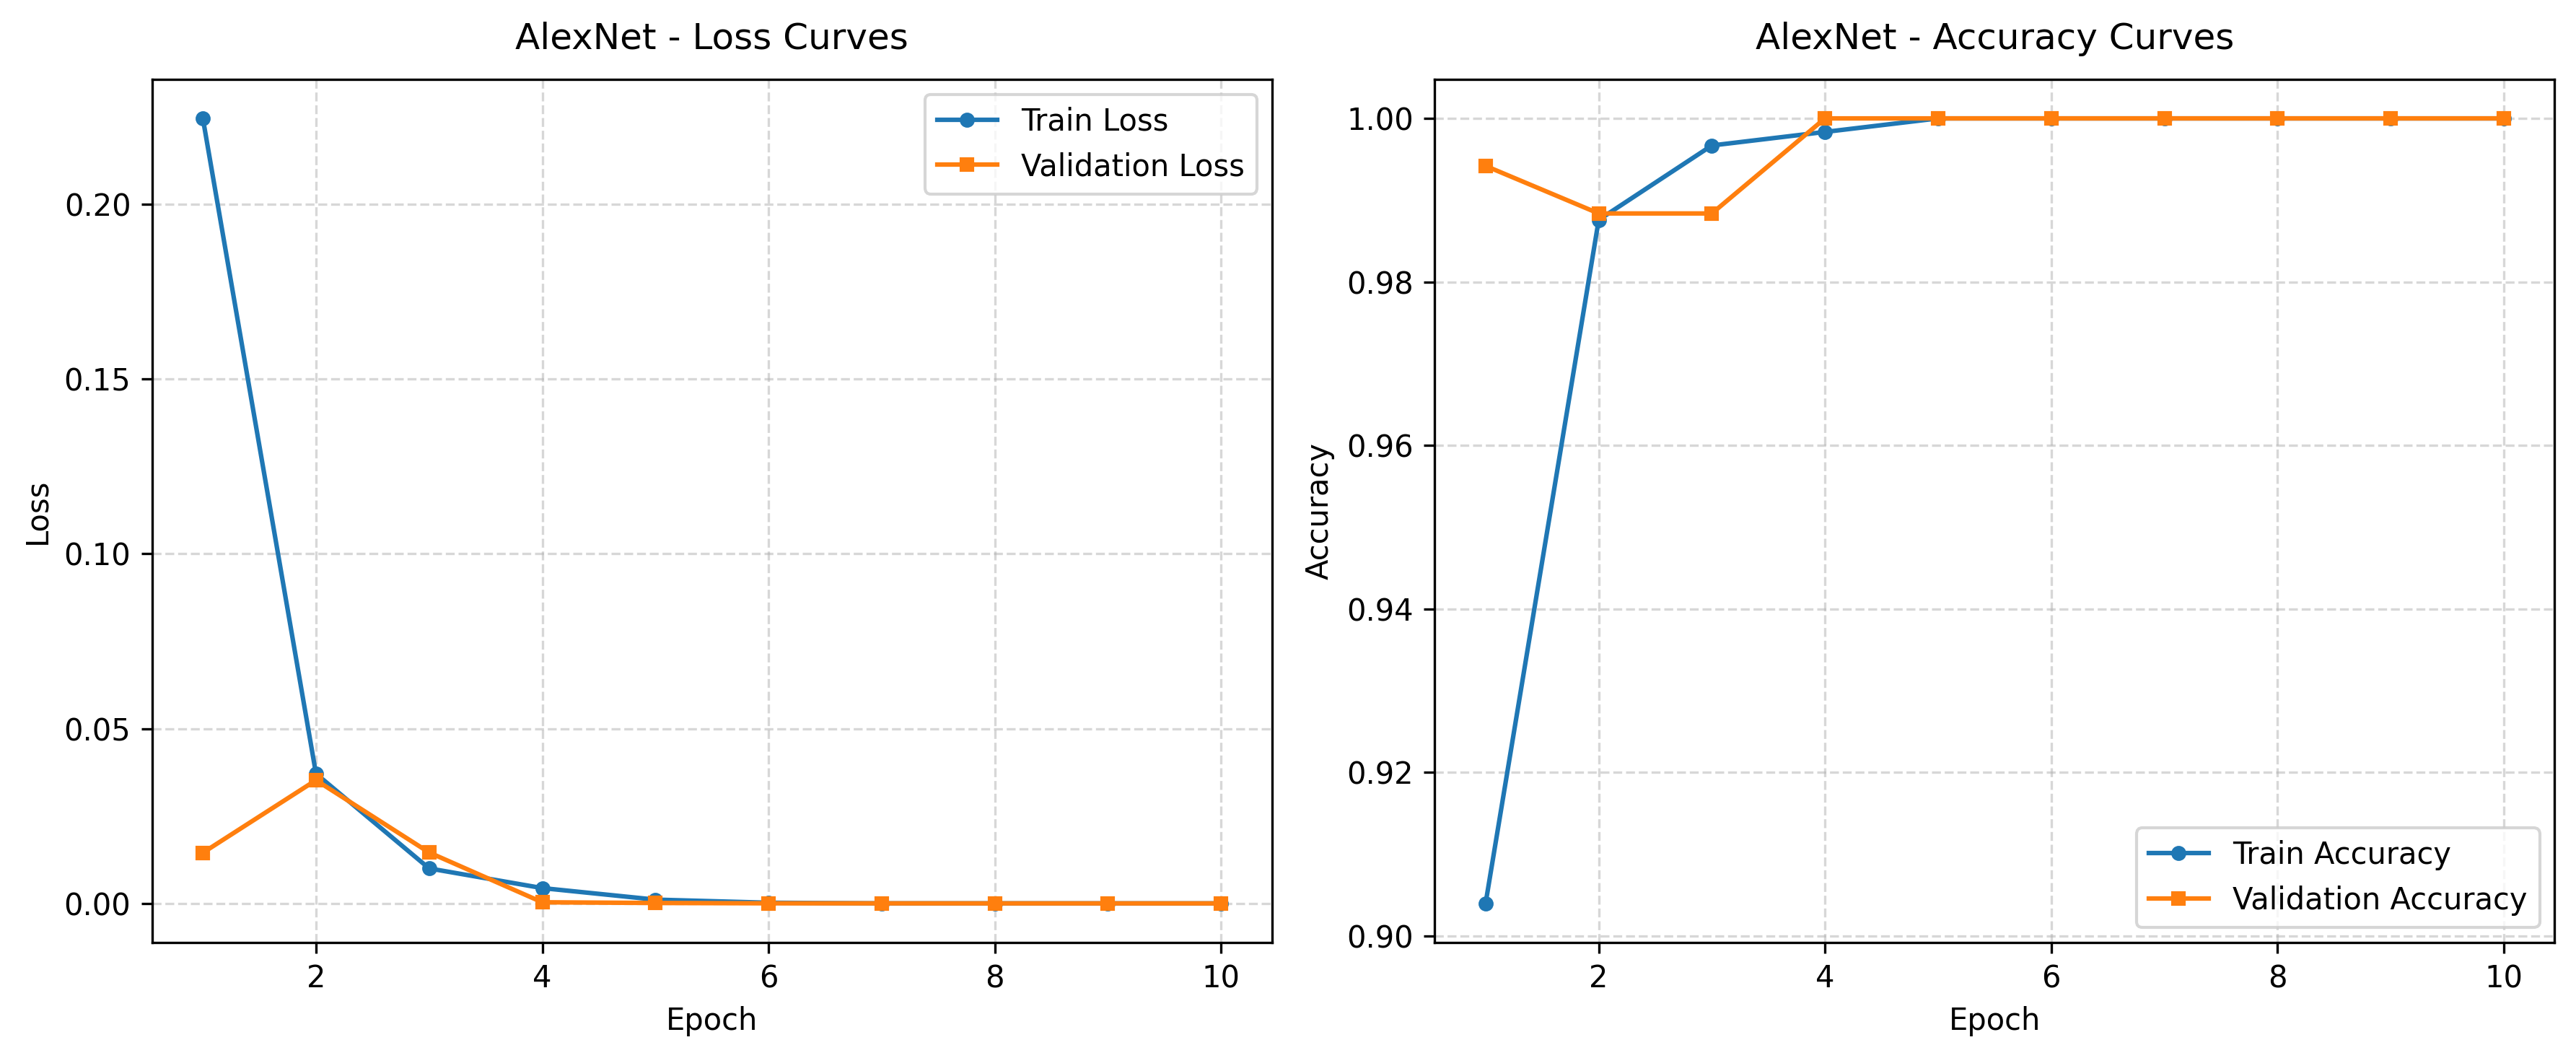 AlexNet - Loss Curves
Train Loss
Validation Loss
0.20
0.15
0.10
0.05
0.00
Loss
2 4 6 8 10
Epoch
AlexNet - Accuracy Curves
1.00
0.98
0.96
0.94
0.92
0.90
Accuracy
Train Accuracy
Validation Accuracy
2 4 6 8 10
Epoch